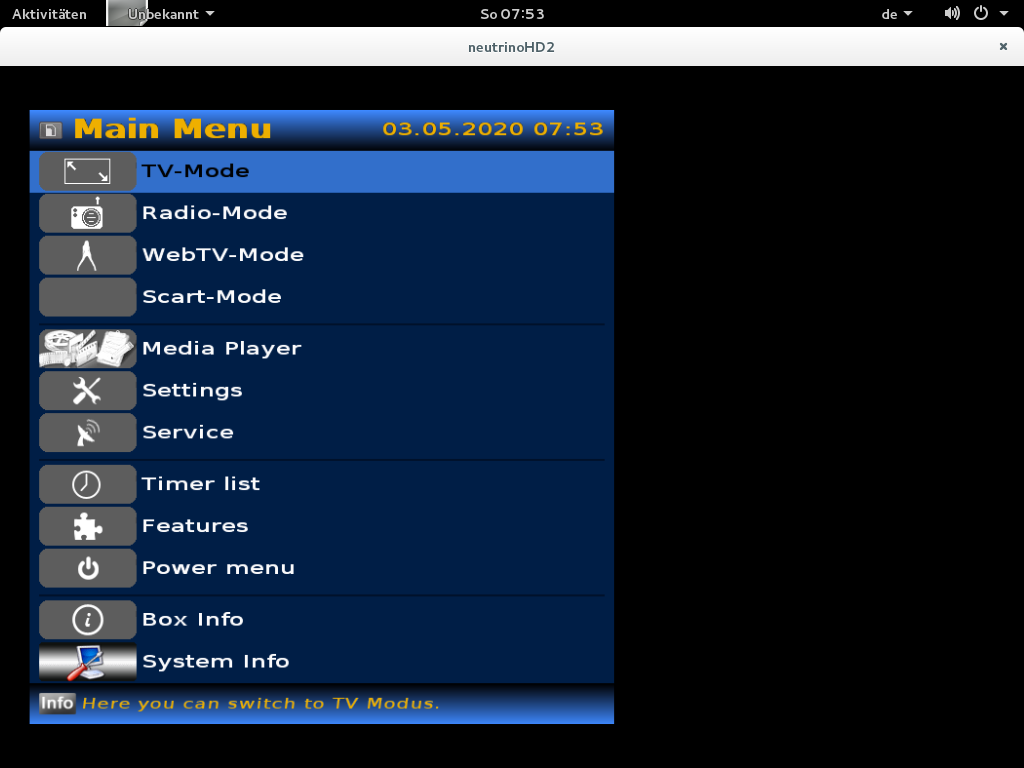 Aktivitäten Unbekannt So 07:53 de
neutrinoHD2 ×
Main Menu 03.05.2020 07:53
TV-Mode
Radio-Mode
WebTV-Mode
Scart-Mode
Media Player
Settings
Service
Timer list
Features
Power menu
Box Info
System Info
Info Here you can switch to TV Modus.